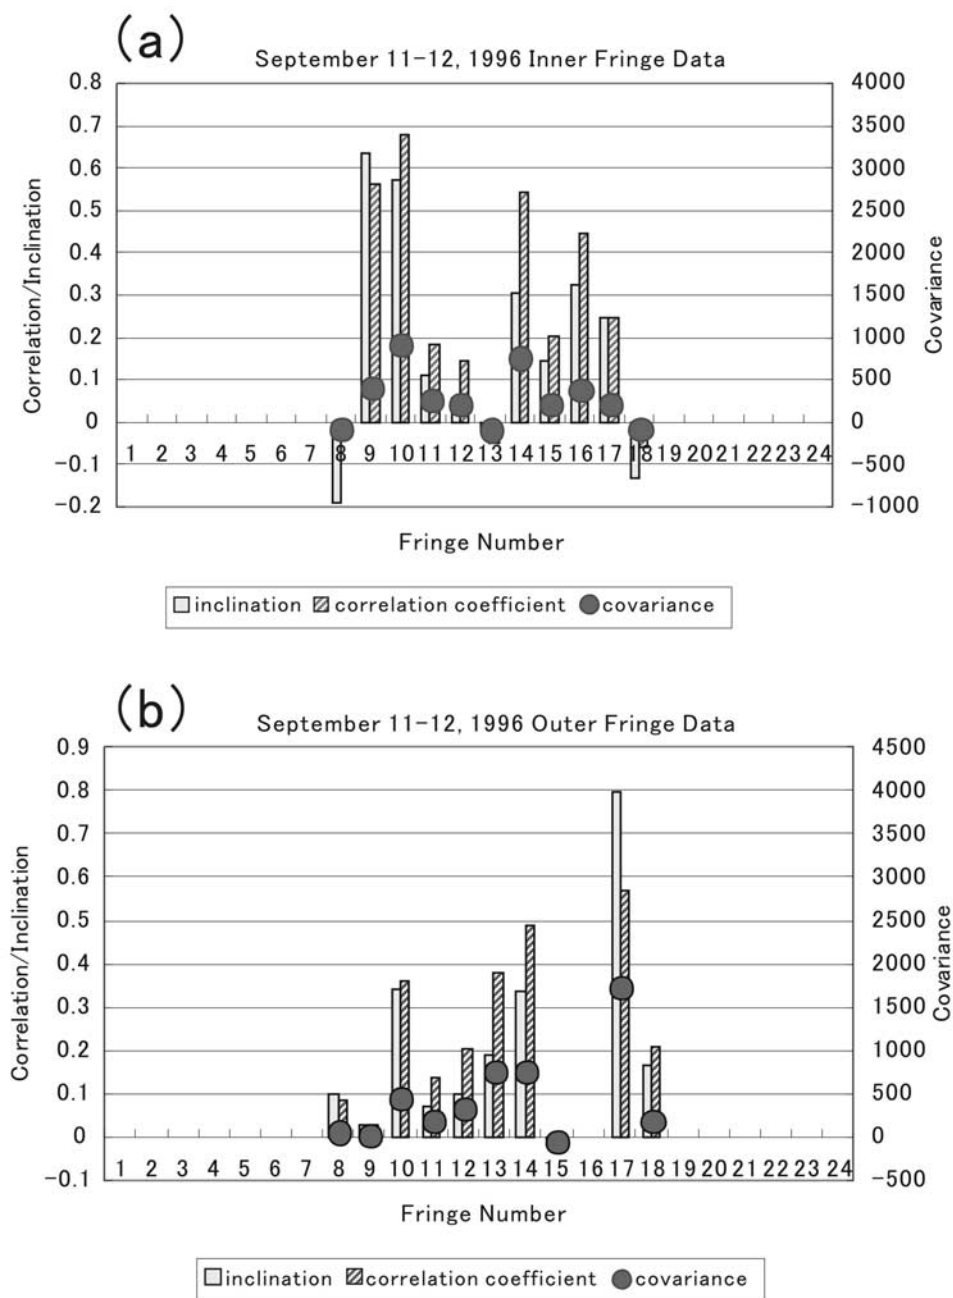 (a)
September 11-12, 1996 Inner Fringe Data
0.8 4000
0.7 3500
0.6 3000
0.5 2500
0.4 2000
0.3 1500
0.2 1000
0.1 500
0 0
-0.1 -500
-0.2 -1000
Correlation/Inclination
Covariance
1 2 3 4 5 6 7 8 9 10 11 12 13 14 15 16 17 18 19 20 21 22 23 24
Fringe Number
inclination correlation coefficient covariance
(b)
September 11-12, 1996 Outer Fringe Data
0.9 4500
0.8 4000
0.7 3500
0.6 3000
0.5 2500
0.4 2000
0.3 1500
0.2 1000
0.1 500
0 0
-0.1 -500
Correlation/Inclination
Covariance
1 2 3 4 5 6 7 8 9 10 11 12 13 14 15 16 17 18 19 20 21 22 23 24
Fringe Number
inclination correlation coefficient covariance